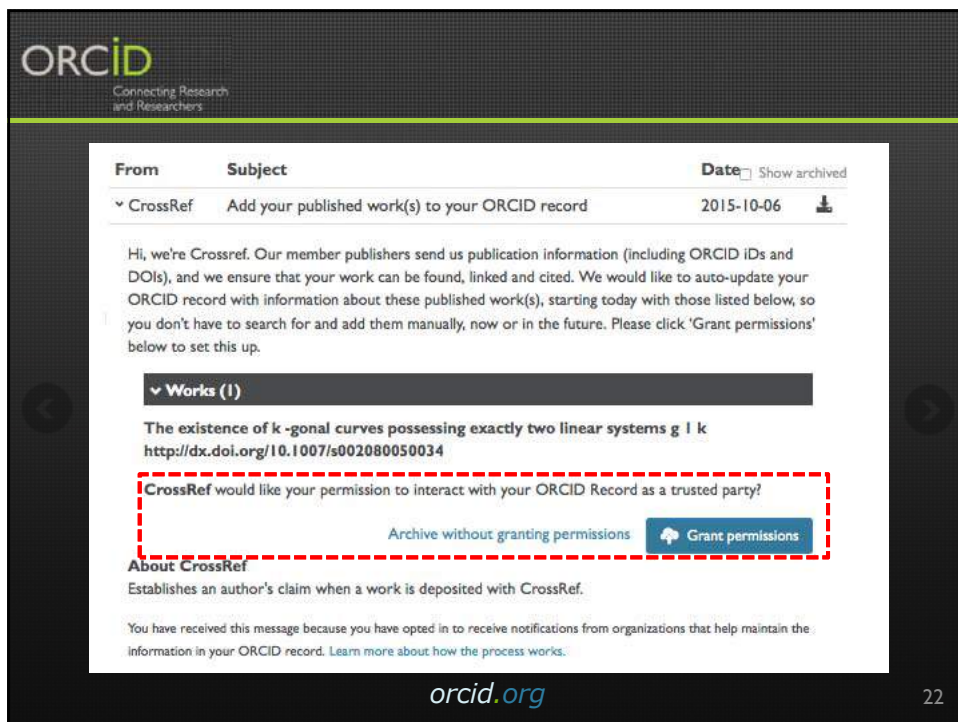 ORCID
Connecting Research
and Researchers
From Subject Date Show archived
CrossRef Add your published work(s) to your ORCID record 2015-10-06
Hi, we're Crossref. Our member publishers send us publication information (including ORCID iDs and
DOIs), and we ensure that your work can be found, linked and cited. We would like to auto-update your
ORCID record with information about these published work(s), starting today with those listed below, so
you don't have to search for and add them manually, now or in the future. Please click 'Grant permissions'
below to set this up.
Works (1)
The existence of k -gonal curves possessing exactly two linear systems g 1 k
http://dx.doi.org/10.1007/s002080050034
CrossRef would like your permission to interact with your ORCID Record as a trusted party?
Archive without granting permissions Grant permissions
About CrossRef
Establishes an author's claim when a work is deposited with CrossRef.
You have received this message because you have opted in to receive notifications from organizations that help maintain the
information in your ORCID record. Learn more about how the process works.
orcid.org 22